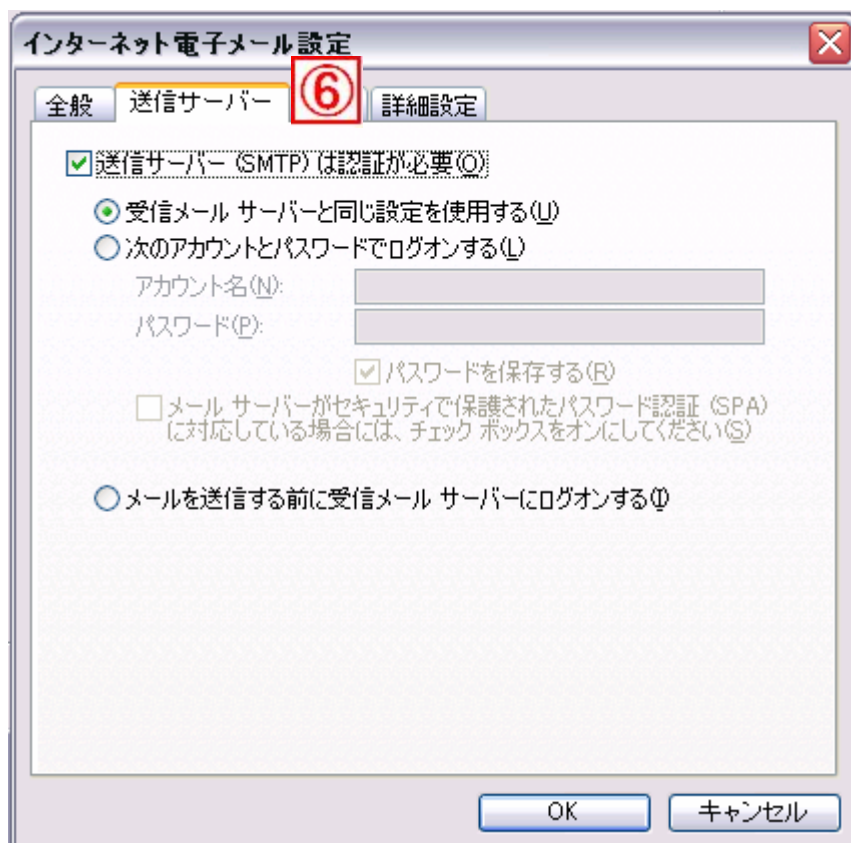 インターネット電子メール設定
全般 送信サーバー ⑥ 詳細設定
送信サーバー (SMTP) は認証が必要(O)
受信メール サーバーと同じ設定を使用する(U)
次のアカウントとパスワードでログオンする(L)
アカウント名(N):
パスワード(P):
パスワードを保存する(R)
メール サーバーがセキュリティで保護されたパスワード認証 (SPA)
に対応している場合には、チェック ボックスをオンにしてください(S)
メールを送信する前に受信メール サーバーにログオンする(I)
OK キャンセル